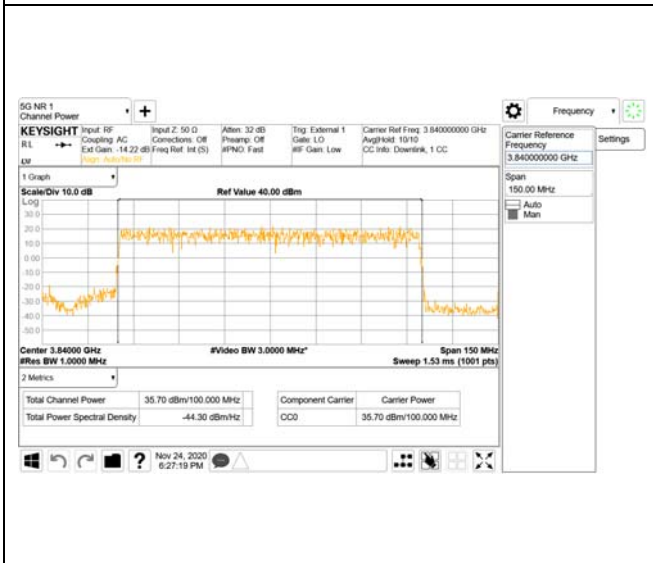 5G NR 1
Channel Power
Frequency
KEYSIGHT
RL
Input: RF
Coupling: AC
Ext Gain: -14.22 dB
Align: Auto/No RF
Input Z: 50 Ω
Corrections: Off
Freq Ref: Int (S)
Atten: 32 dB
Preamp: Off
#PNO: Fast
Trig: External 1
Gate: LO
#IF Gain: Low
Carrier Ref Freq: 3.840000000 GHz
Avg|Hold: 10/10
CC Info: Downlink, 1 CC
Carrier Reference
Frequency
3.840000000 GHz
Settings
Span
150.00 MHz
Auto
Man
1 Graph
Scale/Div 10.0 dB
Ref Value 40.00 dBm
Log
30.0
20.0
10.0
0.00
-10.0
-20.0
-30.0
-40.0
-50.0
Center 3.84000 GHz
#Video BW 3.0000 MHz*
Span 150 MHz
#Res BW 1.0000 MHz
Sweep 1.53 ms (1001 pts)
2 Metrics
Total Channel Power 35.70 dBm/100.000 MHz
Total Power Spectral Density -44.30 dBm/Hz
Component Carrier Carrier Power
CC0 35.70 dBm/100.000 MHz
?
Nov 24, 2020
6:27:19 PM